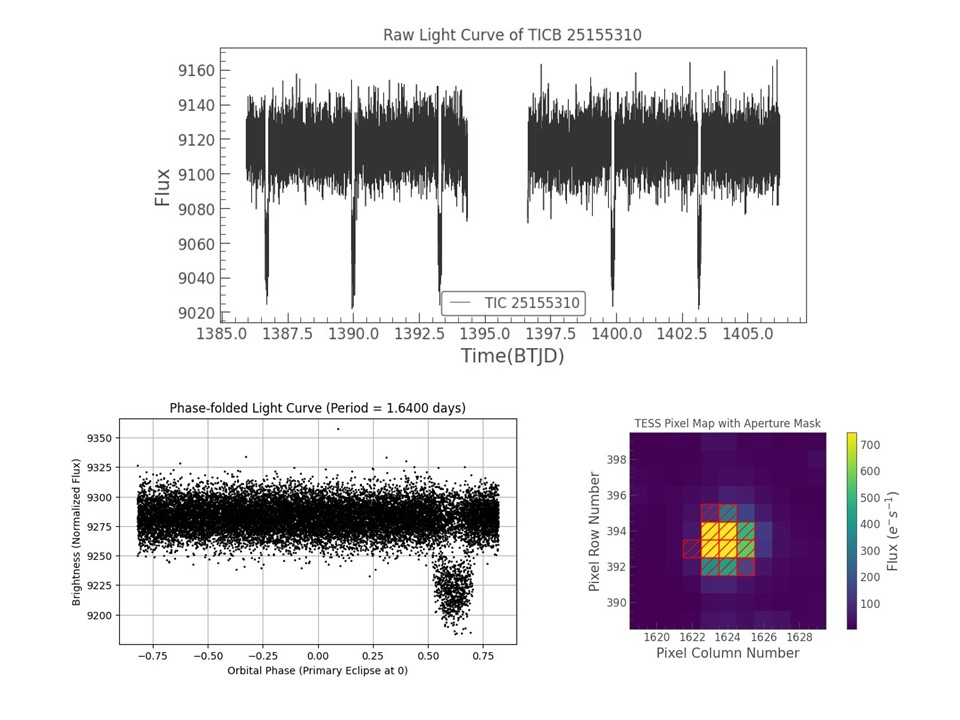 Raw Light Curve of TICB 25155310
9160
9140
9120
9100
9080
9060
9040
9020
Flux
TIC 25155310
1385.0 1387.5 1390.0 1392.5 1395.0 1397.5 1400.0 1402.5 1405.0
Time(BTJD)
Phase-folded Light Curve (Period = 1.6400 days)
9350
9325
9300
9275
9250
9225
9200
Brightness (Normalized Flux)
−0.75 −0.50 −0.25 0.00 0.25 0.50 0.75
Orbital Phase (Primary Eclipse at 0)
TESS Pixel Map with Aperture Mask
398
396
394
392
390
Pixel Row Number
1620 1622 1624 1626 1628
Pixel Column Number
700
600
500
400
300
200
100
Flux (e⁻s⁻¹)